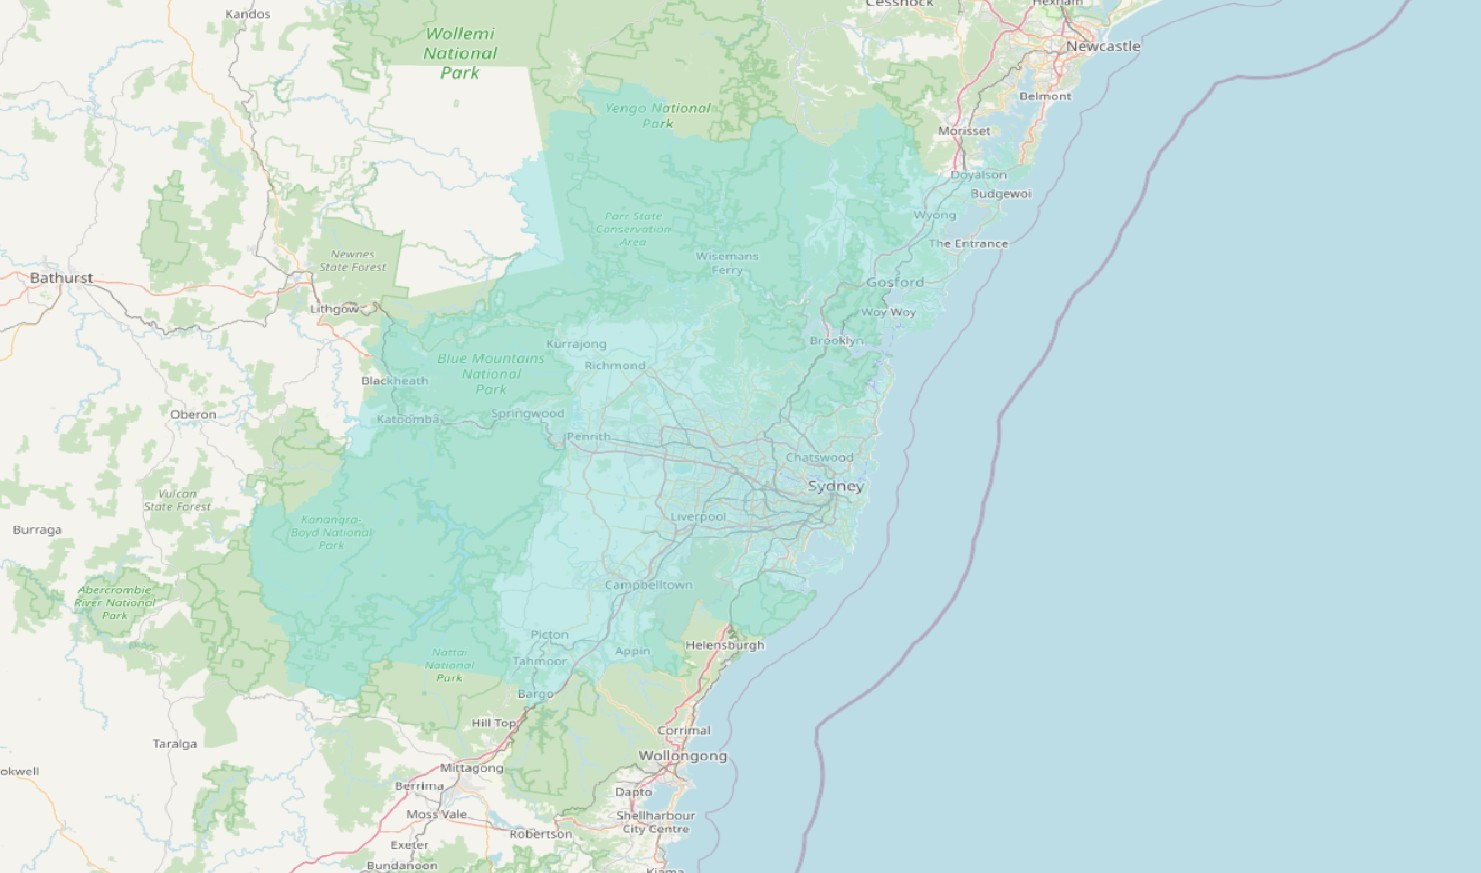 Kandos
Cessnock
Hexham
Wollemi
National
Park
Newcastle
Belmont
Yengo National
Park
Morisset
Doyalson
Budgewoi
Parr State
Conservation
Area
Wyong
The Entrance
Newnes
State Forest
Wisemans
Ferry
Bathurst
Gosford
Lithgow
Woy Woy
Brooklyn
Kurrajong
Blue Mountains
National
Park
Richmond
Blackheath
Oberon
Katoomba
Springwood
Penrith
Chatswood
Sydney
Vulcan
State Forest
Liverpool
Burraga
Kanangra-
Boyd National
Park
Campbelltown
Abercrombie
River National
Park
Picton
Helensburgh
Appin
Nattai
National
Park
Tahmoor
Bargo
Hill Top
Corrimal
Taralga
Wollongong
okwell
Mittagong
Berrima
Dapto
Moss Vale
Shellharbour
City Centre
Robertson
Exeter
Bundanoon
Kiama